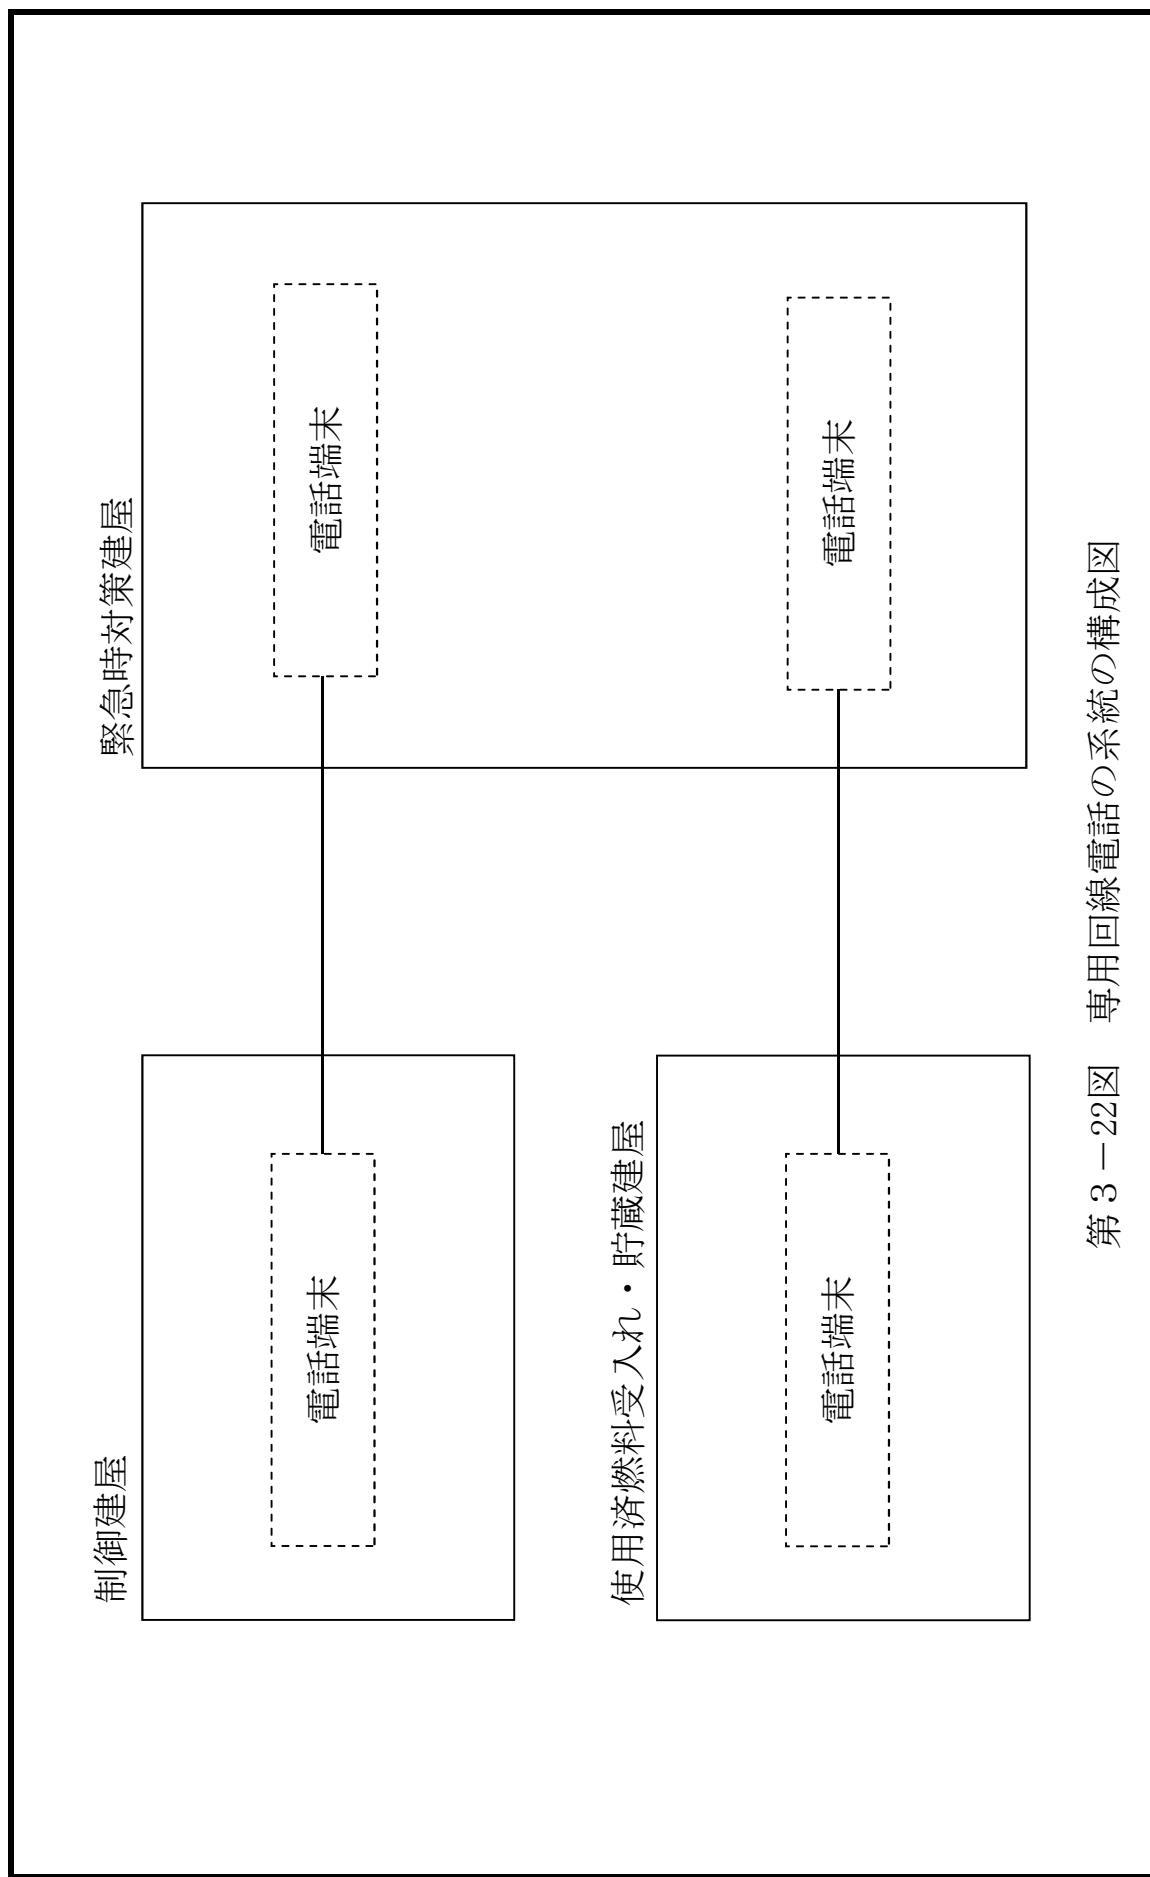 制御建屋
電話端末
緊急時対策建屋
電話端末
使用済燃料受入れ・貯蔵建屋
電話端末
電話端末
第３－22図　専用回線電話の系統の構成図